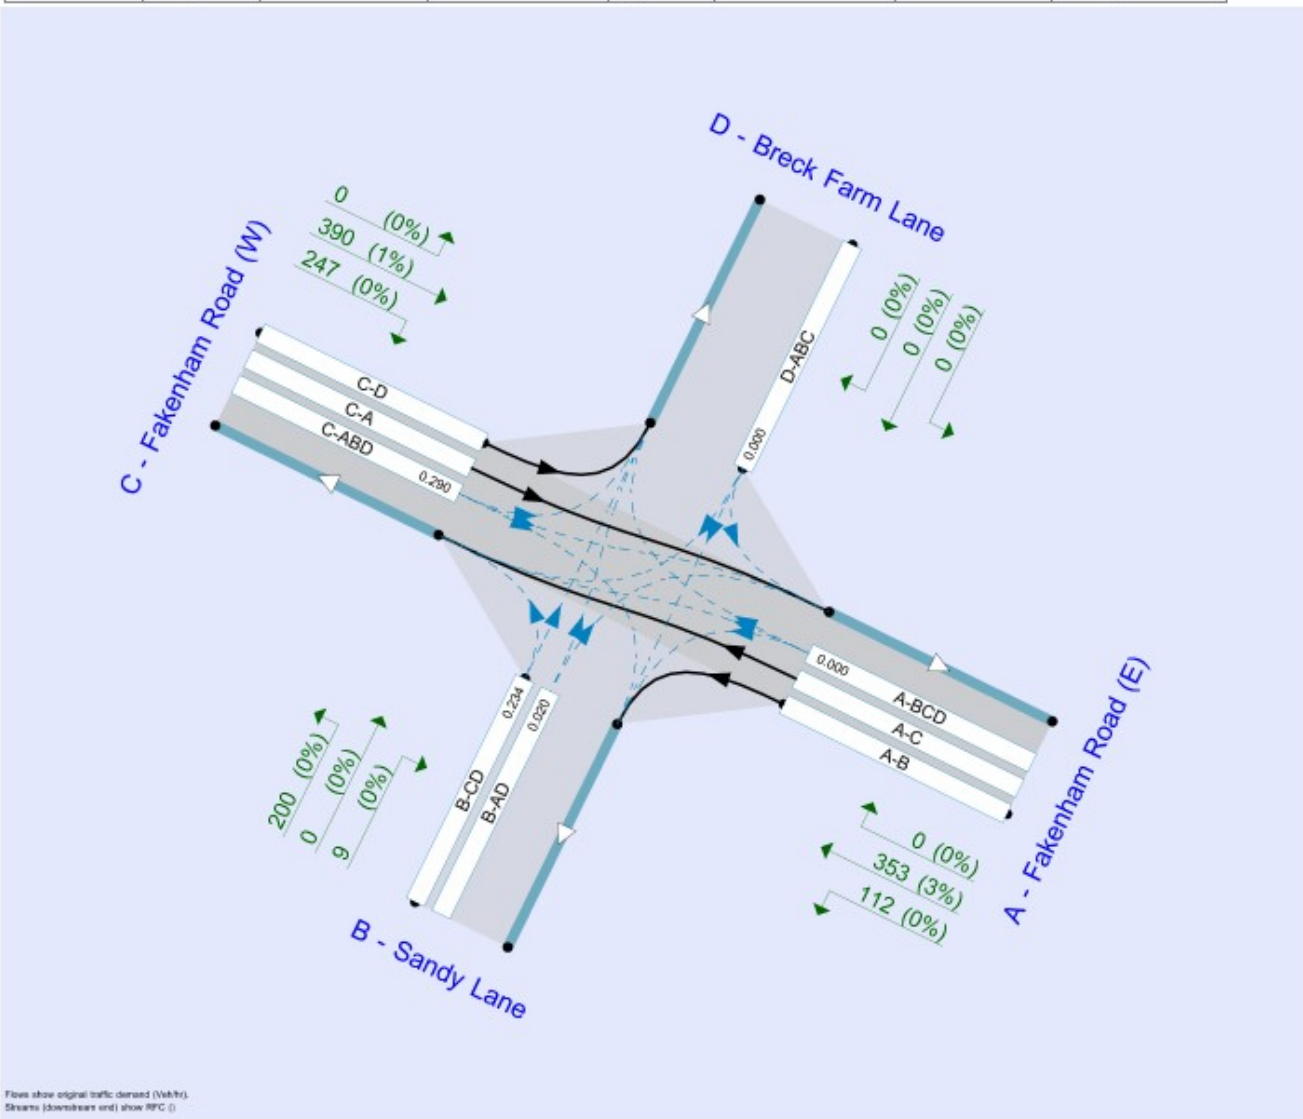 D - Breck Farm Lane
C - Fakenham Road (W)
0 (0%)
390 (1%)
247 (0%)
0 (0%)
0 (0%)
0 (0%)
D-ABC
0.000
C-D
C-A
C-ABD
0.290
0.000
A-BCD
A-C
A-B
A - Fakenham Road (E)
0.234
0.020
B-CD
B-AD
200 (0%)
0 (0%)
9 (0%)
0 (0%)
353 (3%)
112 (0%)
B - Sandy Lane
Flows show original traffic demand (Veh/hr).
Streams (downstream end) show RFC ()